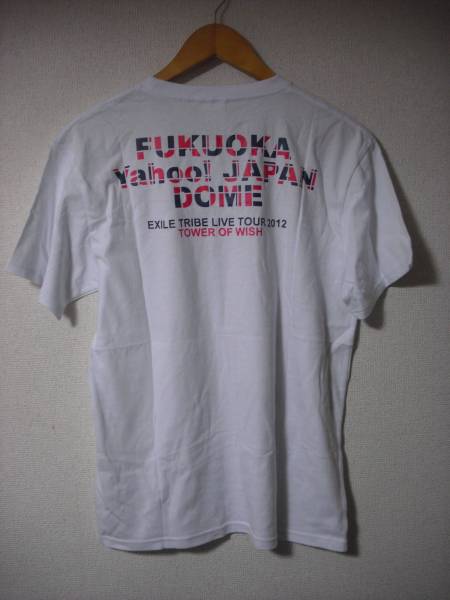 FUKUOKA
Yahoo! JAPAN
DOME
EXILE TRIBE LIVE TOUR 2012
TOWER OF WISH